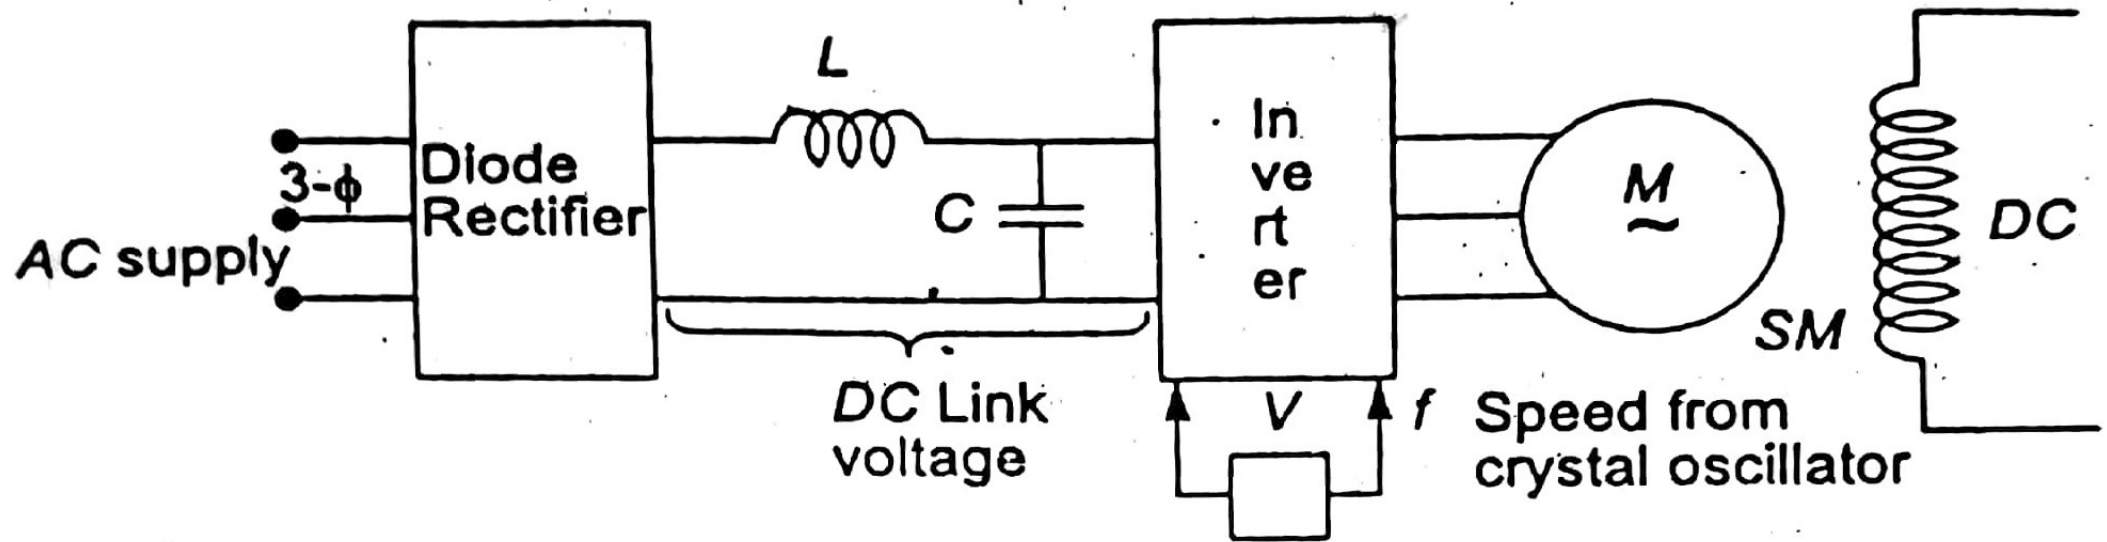 3-ϕ
AC supply
Diode
Rectifier
L
C
DC Link
voltage
In
ve
rt
er
V
f
Speed from
crystal oscillator
M
~
SM
DC